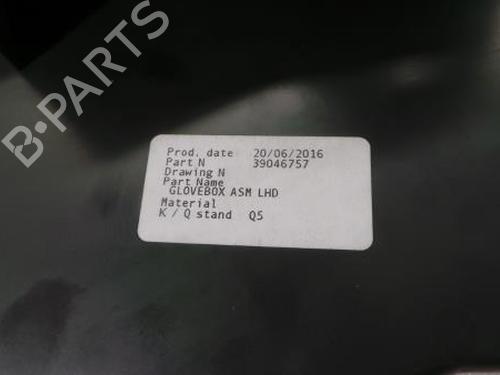 B-PARTS
Prod. date 20/06/2016
Part N 39046757
Drawing N
Part Name
GLOVEBOX ASM LHD
Material
K / Q stand Q5